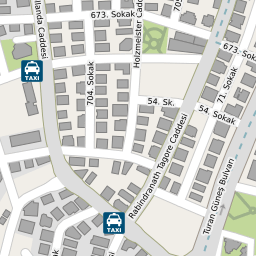 673. Sokak
Holzmeister Caddesi
704. Sokak
TAXI
673. Sokak
71. Sokak
54. Sk.
54. Sokak
Rabindranath Tagore Caddesi
Turan Güneş Bulvarı
TAXI